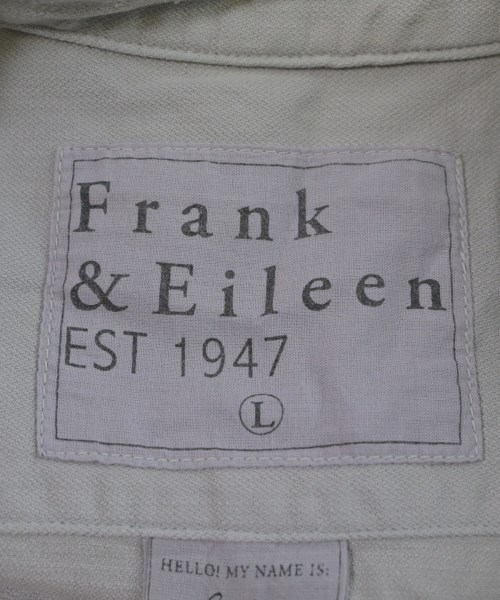 Frank
& Eileen
EST 1947
L
HELLO! MY NAME IS: